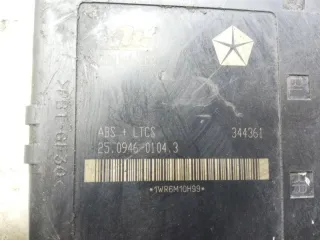 ABS + LTCS 344361
25.0946-0104.3
*1WR6M10H99*